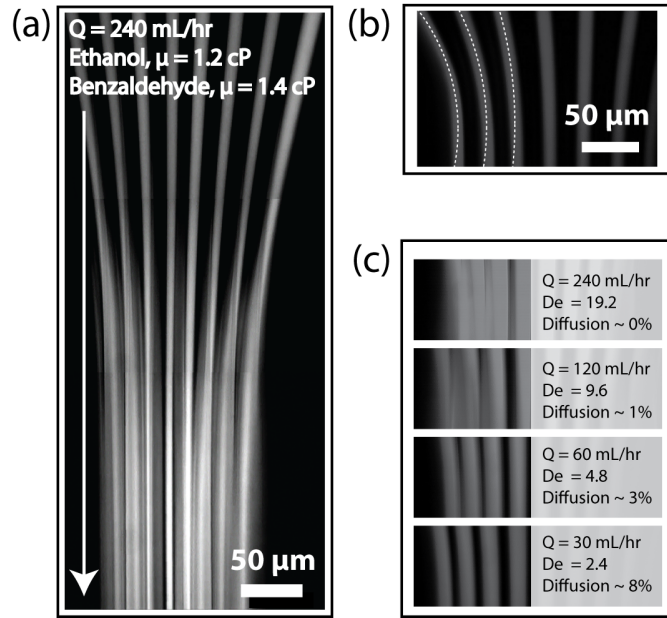 (a)
Q = 240 mL/hr
Ethanol, μ = 1.2 cP
Benzaldehyde, μ = 1.4 cP
50 μm
(b)
50 μm
(c)
Q = 240 mL/hr
De = 19.2
Diffusion ~ 0%
Q = 120 mL/hr
De = 9.6
Diffusion ~ 1%
Q = 60 mL/hr
De = 4.8
Diffusion ~ 3%
Q = 30 mL/hr
De = 2.4
Diffusion ~ 8%